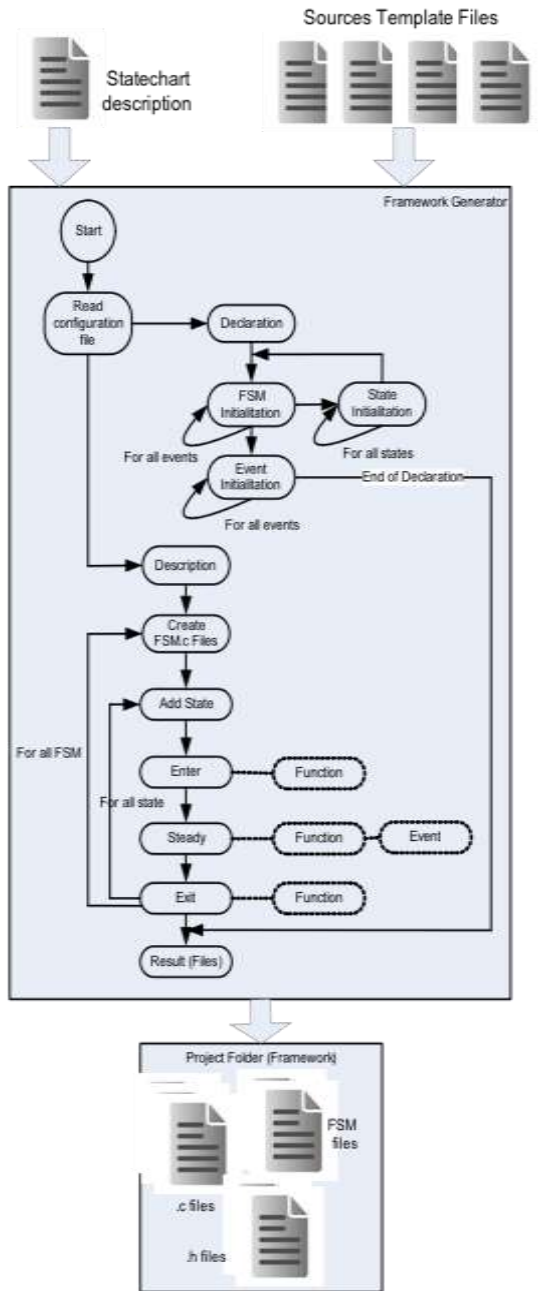 Sources Template Files
Statechart
description
Framework Generator
Start
Read
configuration
file
Declaration
FSM
Initialitation
State
Initialitation
For all events
For all states
Event
Initialitation
End of Declaration
For all events
Description
Create
FSM.c Files
Add State
For all FSM
Enter
Function
For all state
Steady
Function
Event
Exit
Function
Result (Files)
Project Folder (Framework)
FSM
files
.c files
.h files